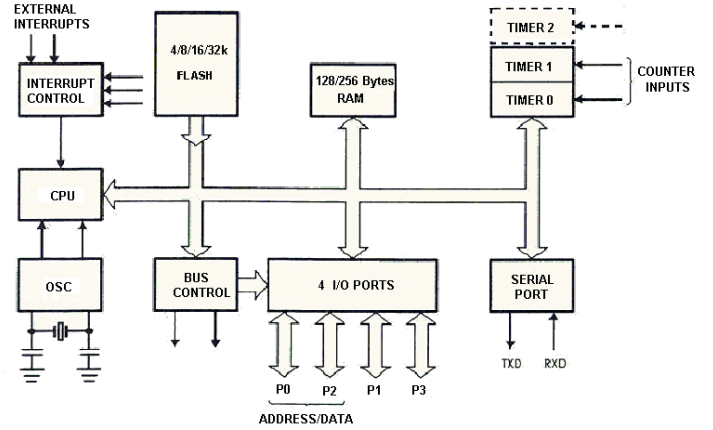 EXTERNAL
INTERRUPTS
INTERRUPT
CONTROL
4/8/16/32k
FLASH
128/256 Bytes
RAM
TIMER 2
TIMER 1
TIMER 0
COUNTER
INPUTS
CPU
OSC
BUS
CONTROL
4 I/O PORTS
SERIAL
PORT
TXD
RXD
P0
P2
P1
P3
ADDRESS/DATA